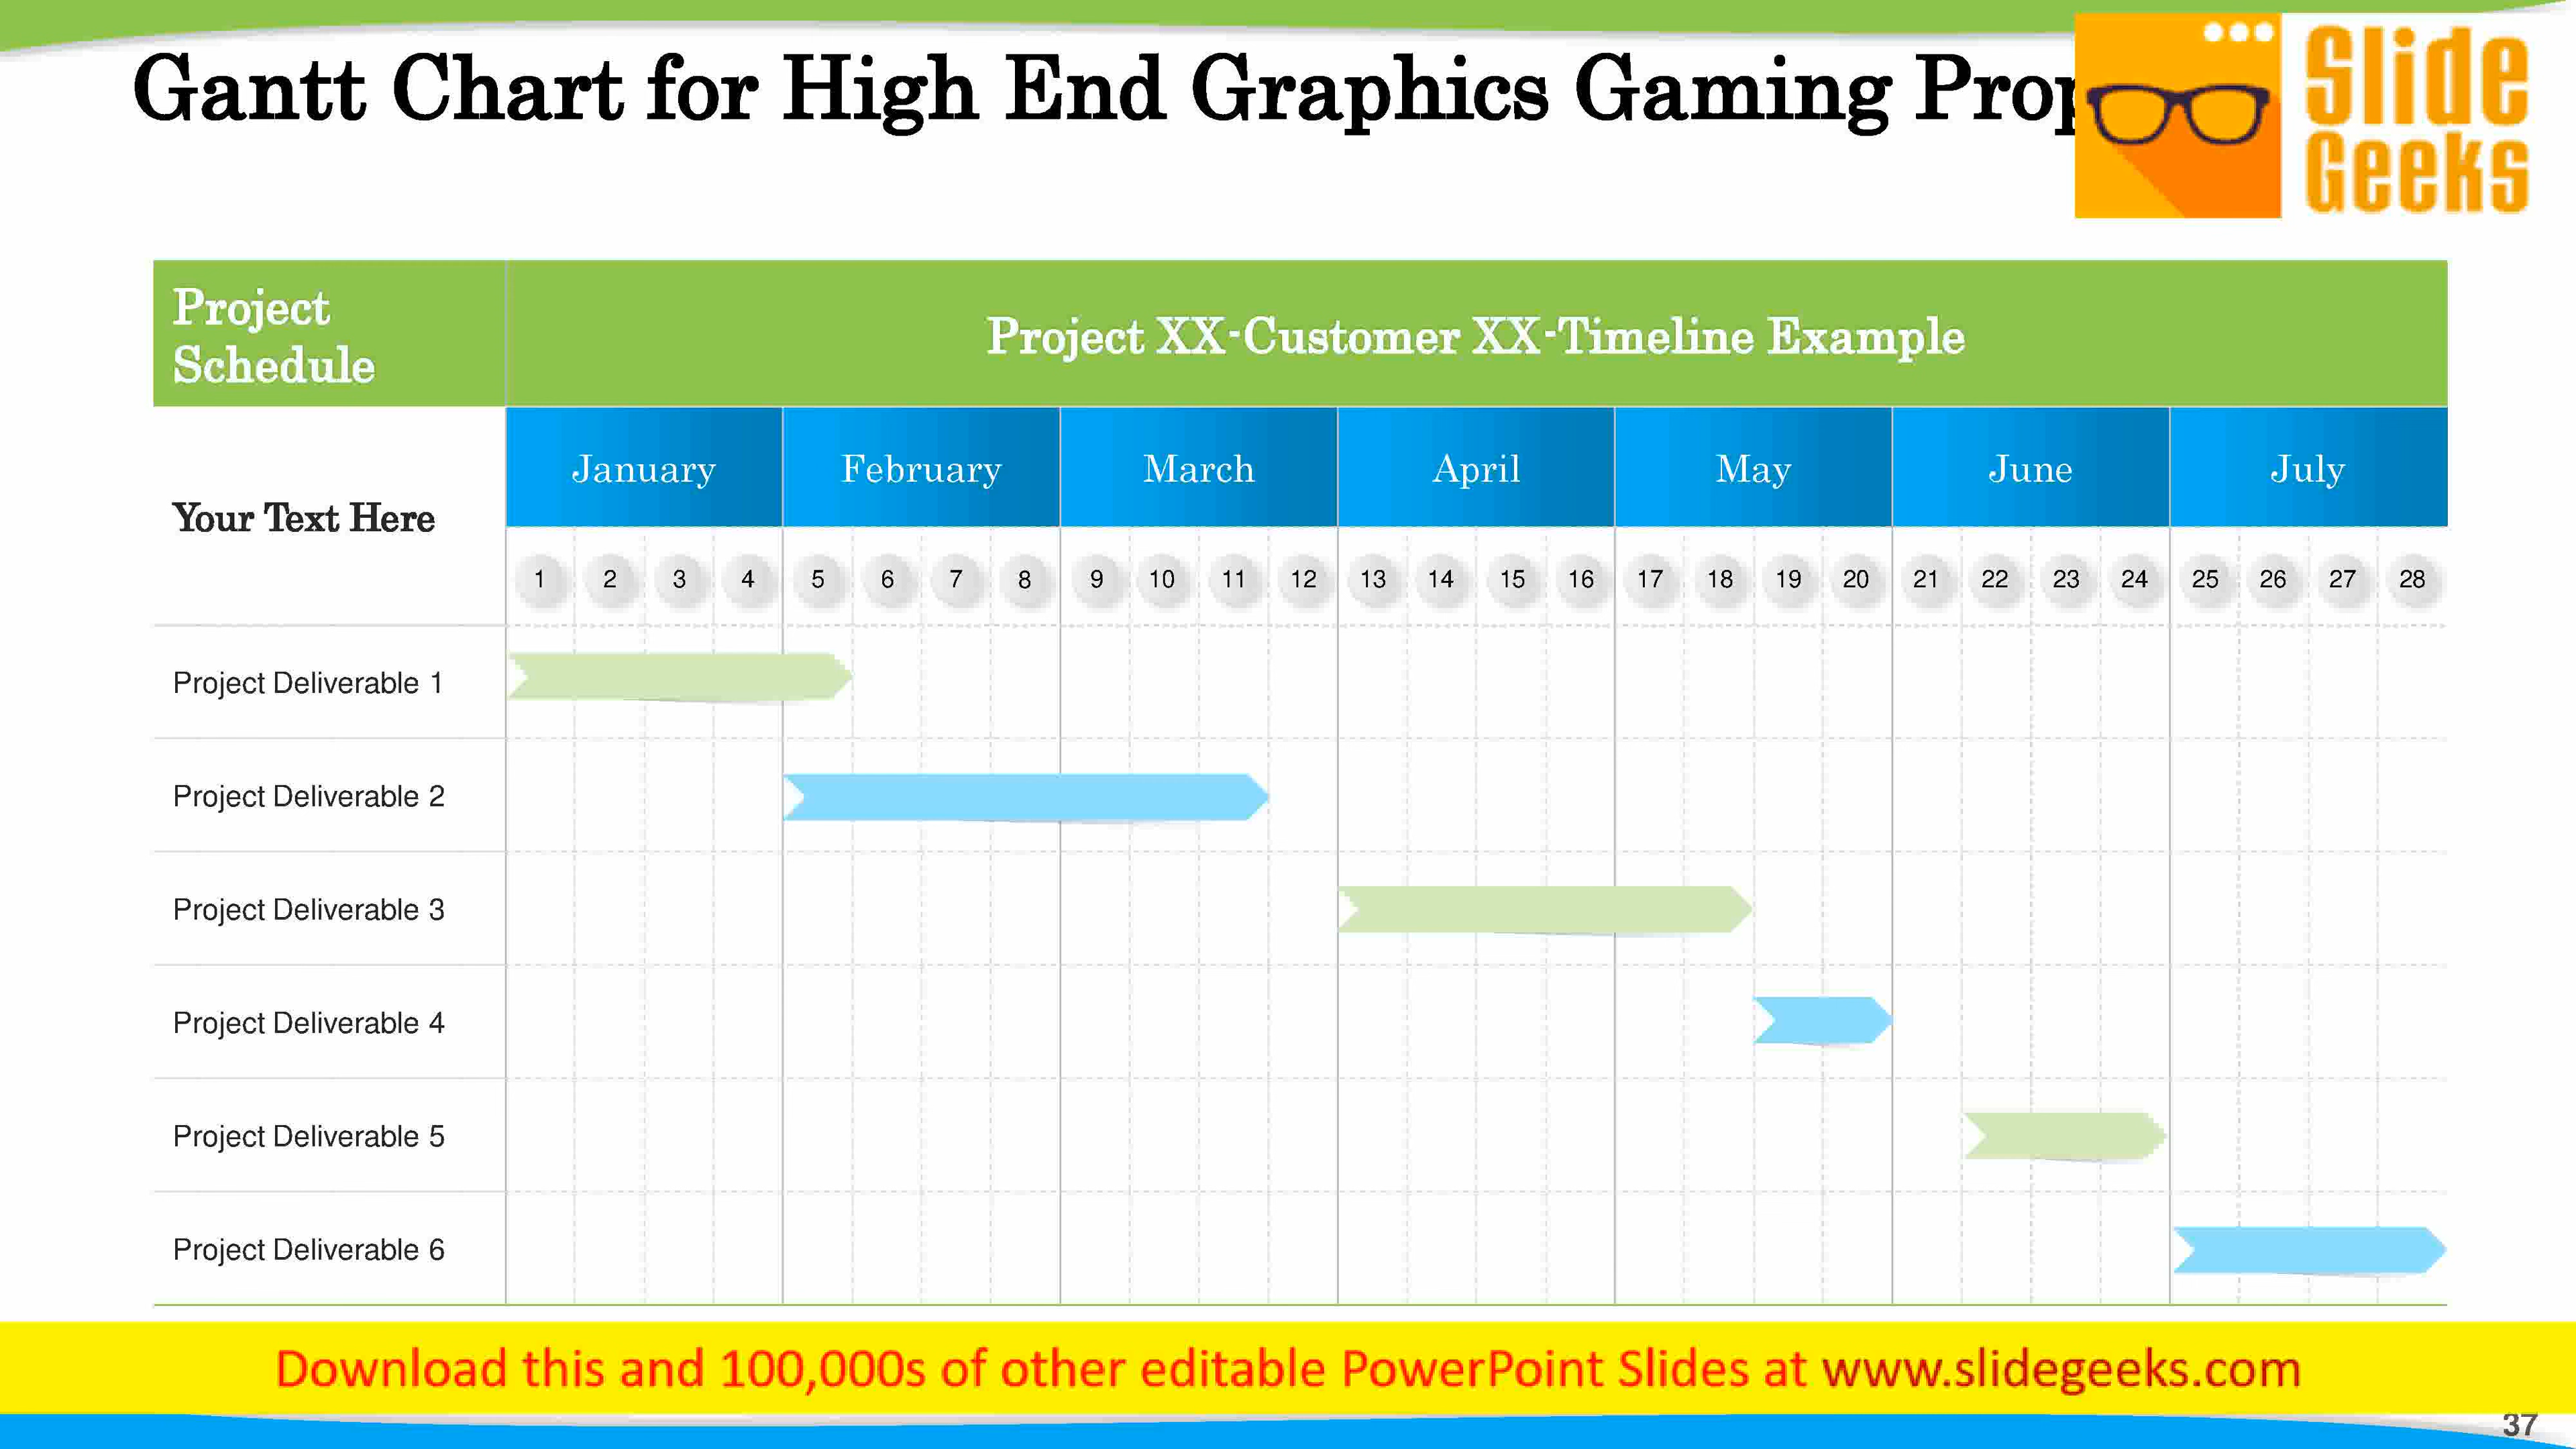 Gantt Chart for High End Graphics Gaming
Slide
Geeks
Project
Schedule
Project XX-Customer XX-Timeline Example
January February March April May June July
Your Text Here
1 2 3 4 5 6 7 8 9 10 11 12 13 14 15 16 17 18 19 20 21 22 23 24 25 26 27 28
Project Deliverable 1
Project Deliverable 2
Project Deliverable 3
Project Deliverable 4
Project Deliverable 5
Project Deliverable 6
Download this and 100,000s of other editable PowerPoint Slides at www.slidegeeks.com
37